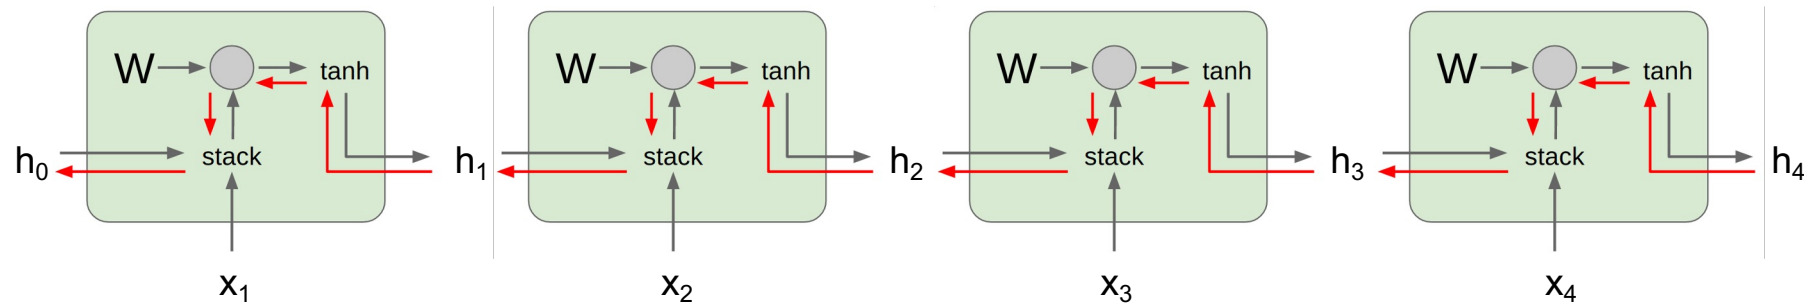 W tanh W tanh W tanh W tanh
h₀ stack h₁ stack h₂ stack h₃ stack h₄
x₁ x₂ x₃ x₄